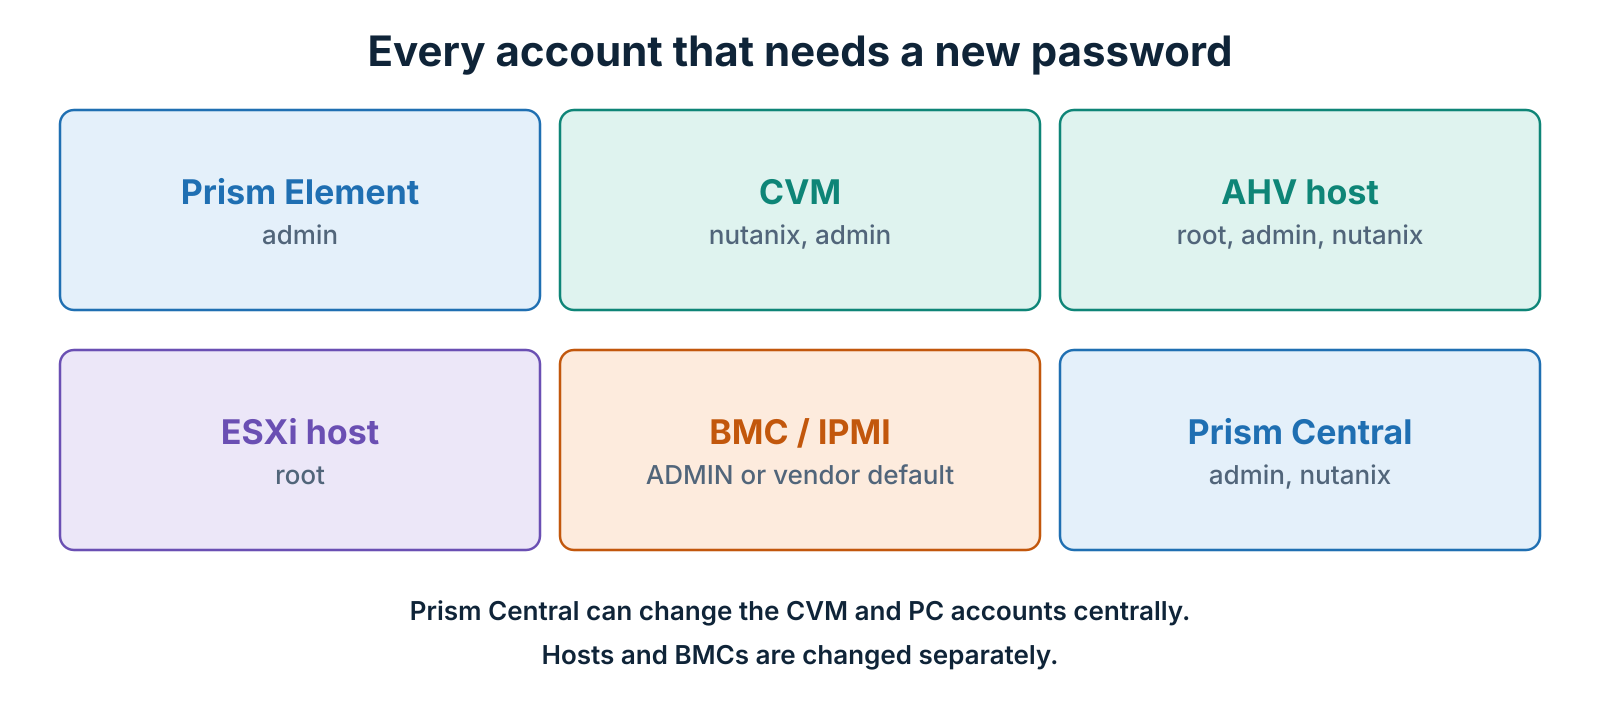 Every account that needs a new password
Prism Element
admin
CVM
nutanix, admin
AHV host
root, admin, nutanix
ESXi host
root
BMC / IPMI
ADMIN or vendor default
Prism Central
admin, nutanix
Prism Central can change the CVM and PC accounts centrally.
Hosts and BMCs are changed separately.